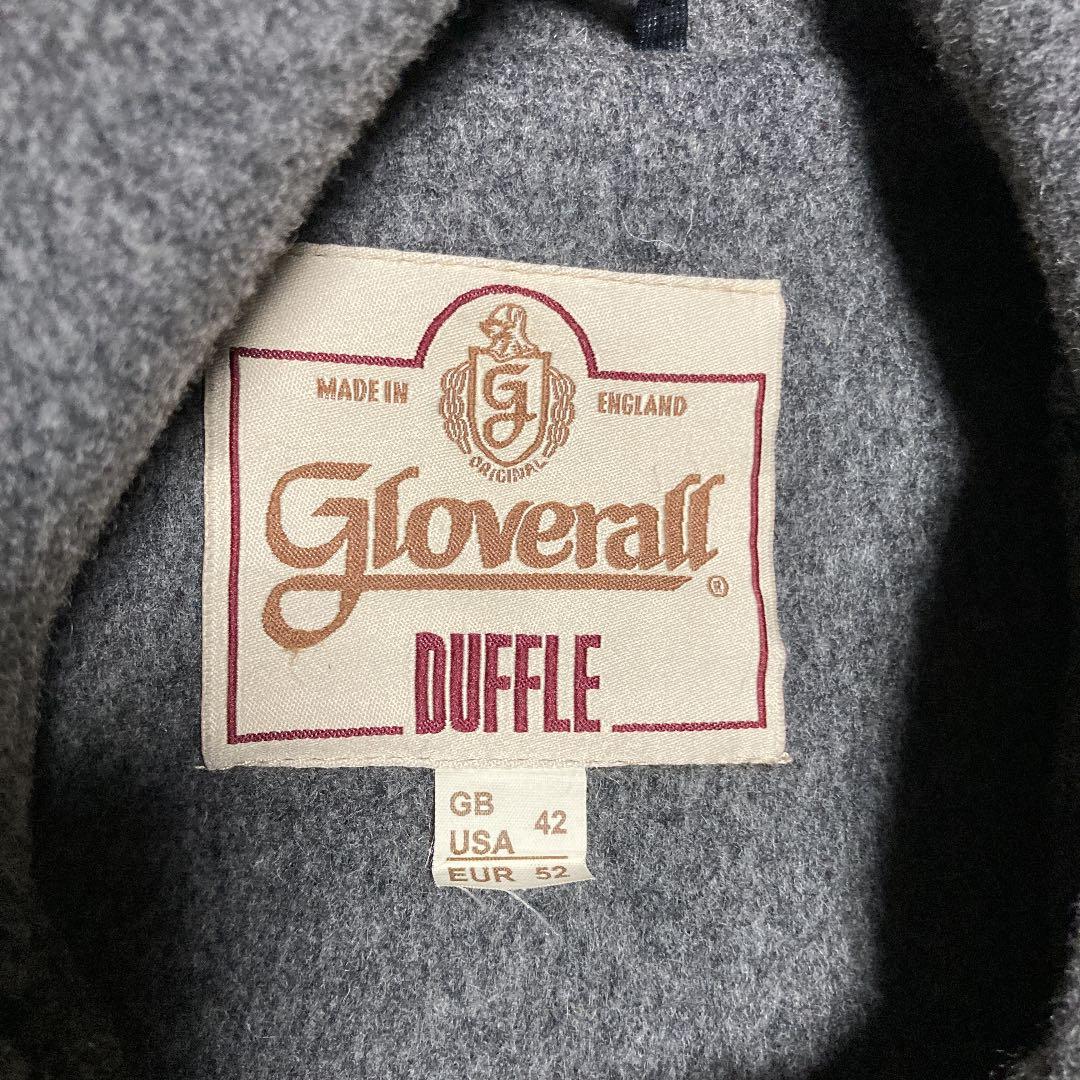 MADE IN G ENGLAND
ORIGINAL
Gloverall®
DUFFLE
GB
USA 42
EUR 52